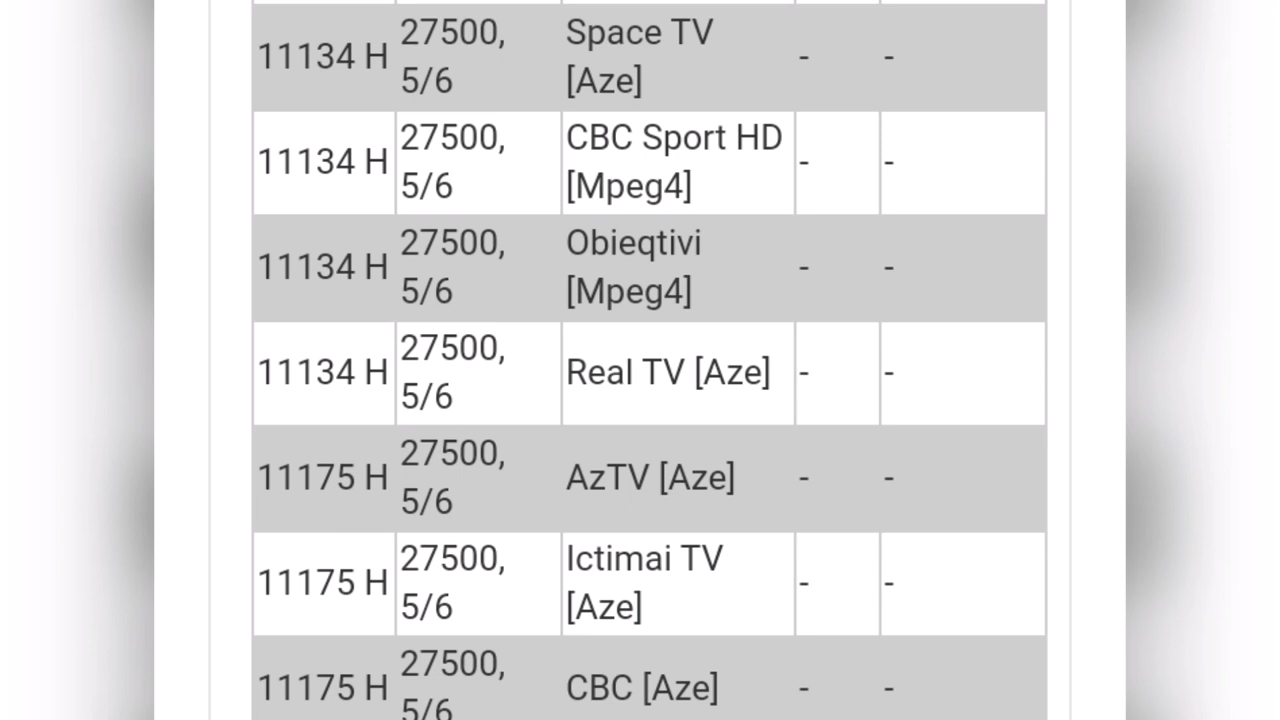 11134 H 27500, 5/6 Space TV [Aze] - -
11134 H 27500, 5/6 CBC Sport HD [Mpeg4] - -
11134 H 27500, 5/6 Obieqtivi [Mpeg4] - -
11134 H 27500, 5/6 Real TV [Aze] - -
11175 H 27500, 5/6 AzTV [Aze] - -
11175 H 27500, 5/6 Ictimai TV [Aze] - -
11175 H 27500, 5/6 CBC [Aze] - -